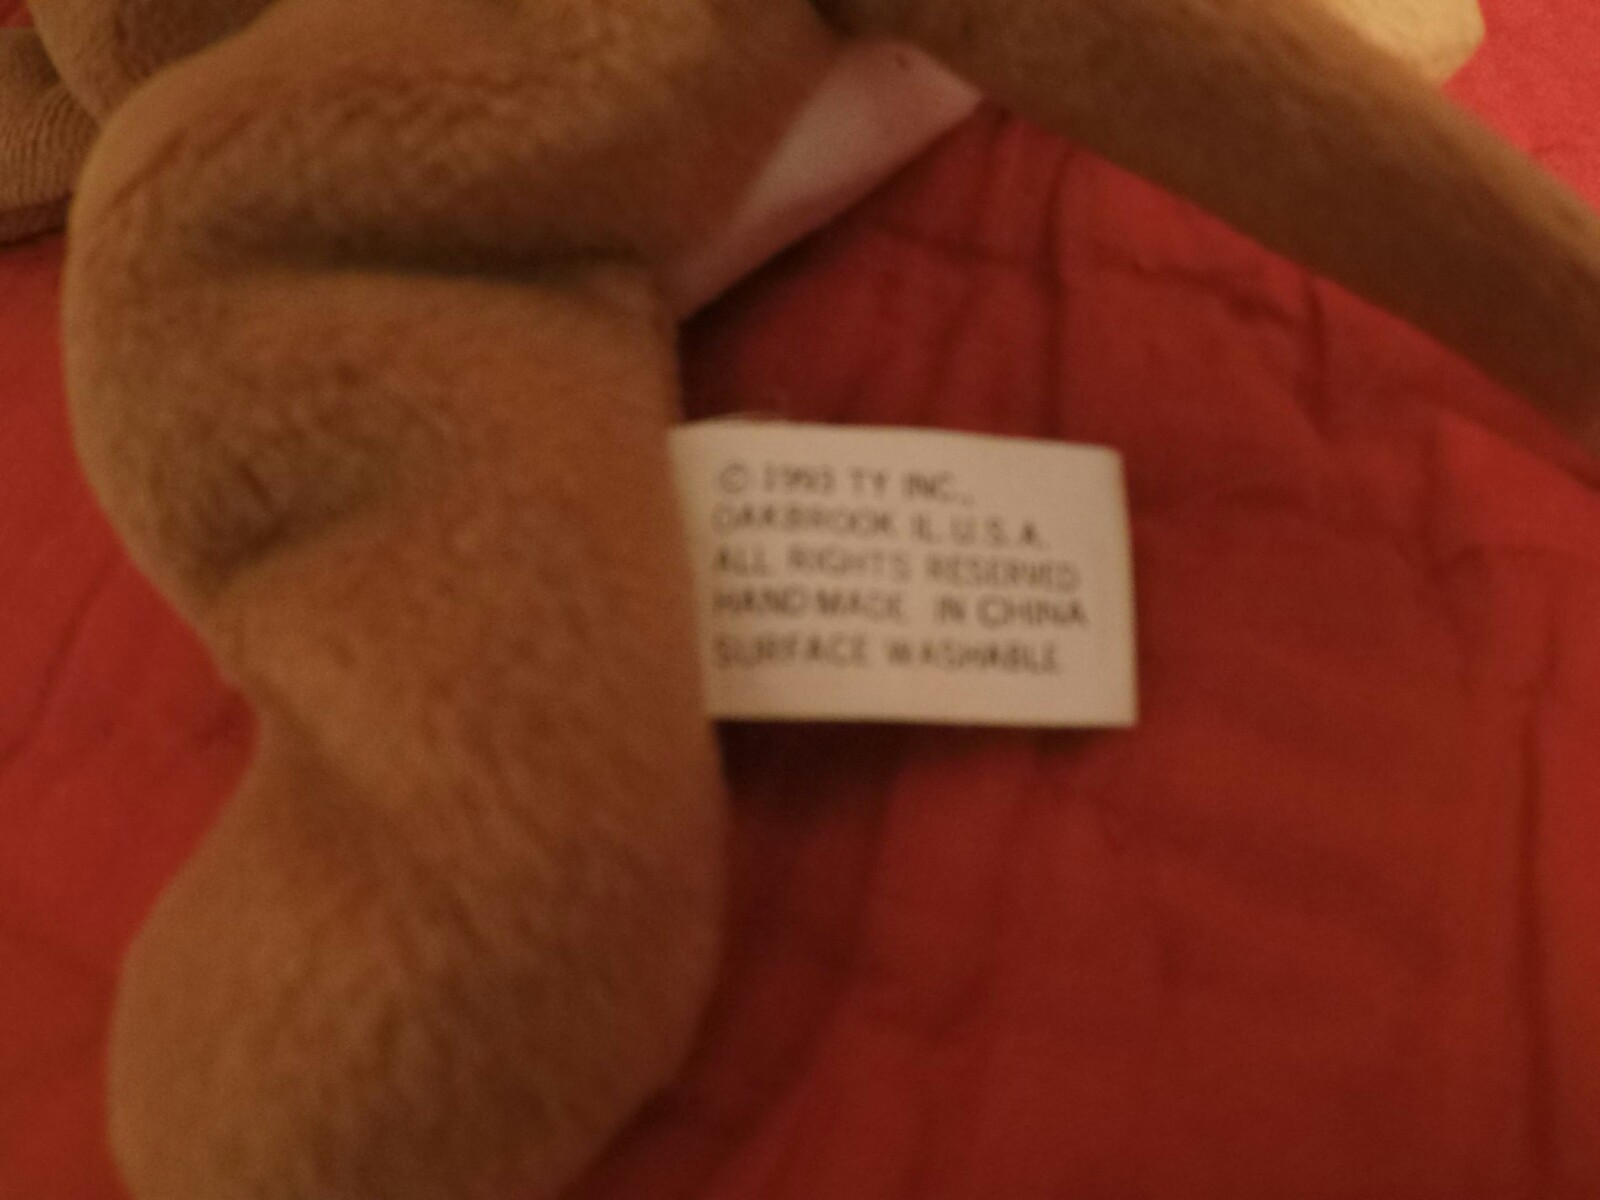 © 1993 TY INC.,
OAKBROOK IL, U.S.A.
ALL RIGHTS RESERVED
HAND MADE IN CHINA
SURFACE WASHABLE